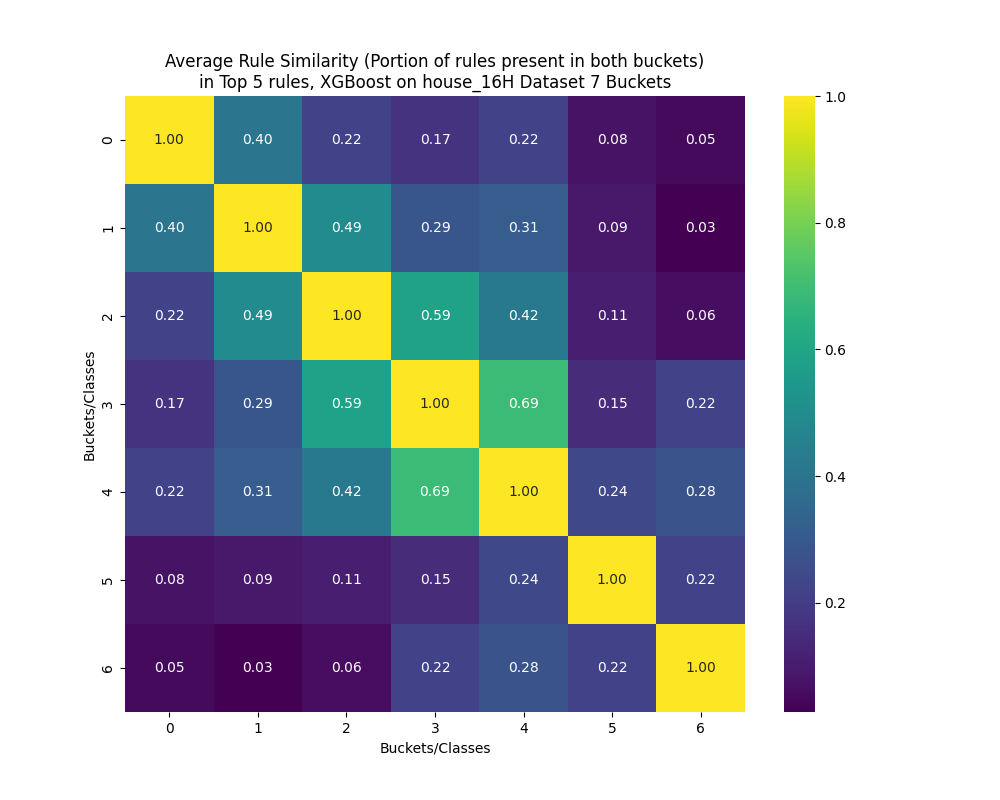 Average Rule Similarity (Portion of rules present in both buckets)
in Top 5 rules, XGBoost on house_16H Dataset 7 Buckets
Buckets/Classes
0 1.00 0.40 0.22 0.17 0.22 0.08 0.05
1 0.40 1.00 0.49 0.29 0.31 0.09 0.03
2 0.22 0.49 1.00 0.59 0.42 0.11 0.06
3 0.17 0.29 0.59 1.00 0.69 0.15 0.22
4 0.22 0.31 0.42 0.69 1.00 0.24 0.28
5 0.08 0.09 0.11 0.15 0.24 1.00 0.22
6 0.05 0.03 0.06 0.22 0.28 0.22 1.00
0 1 2 3 4 5 6
Buckets/Classes
1.0
0.8
0.6
0.4
0.2